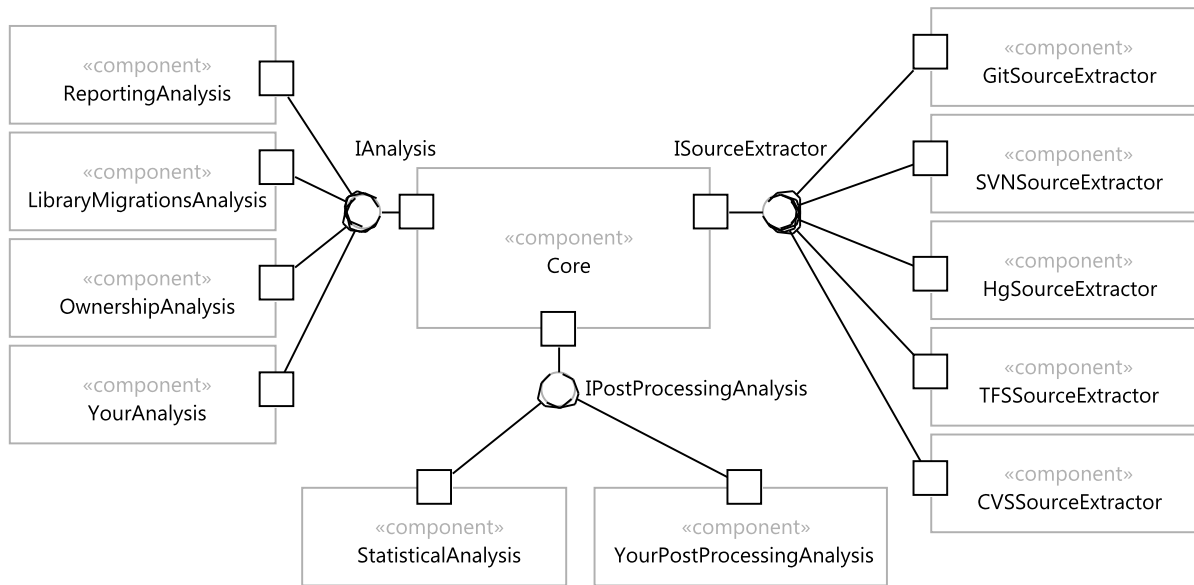 «component»
ReportingAnalysis
«component»
LibraryMigrationsAnalysis
«component»
OwnershipAnalysis
«component»
YourAnalysis
IAnalysis
ISourceExtractor
«component»
Core
IPostProcessingAnalysis
«component»
StatisticalAnalysis
«component»
YourPostProcessingAnalysis
«component»
GitSourceExtractor
«component»
SVNSourceExtractor
«component»
HgSourceExtractor
«component»
TFSSourceExtractor
«component»
CVSSourceExtractor